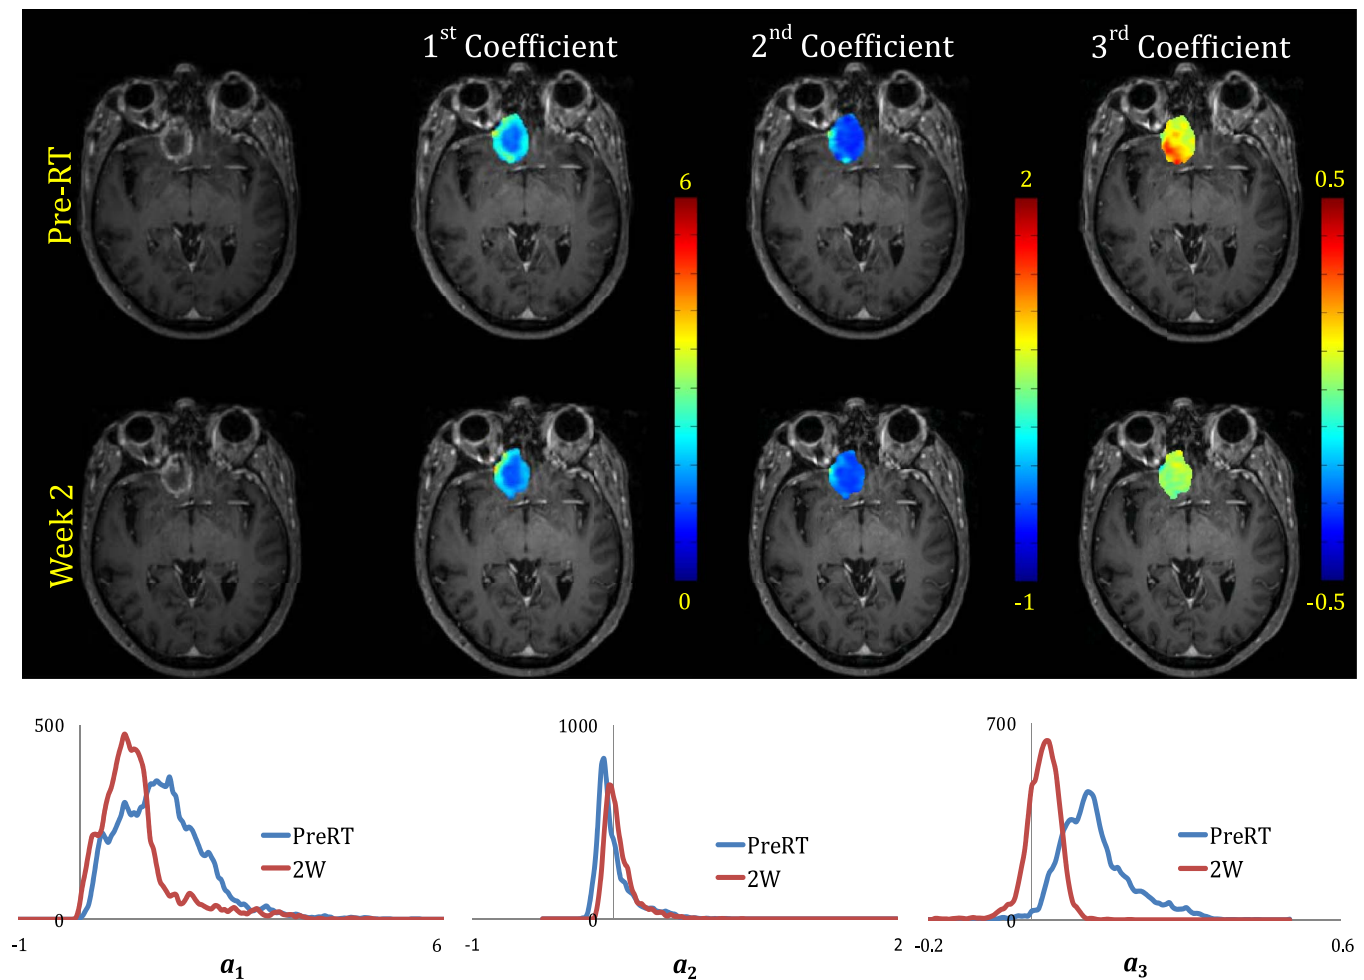 1st Coefficient
2nd Coefficient
3rd Coefficient
Pre-RT
6
2
0.5
Week 2
0
-1
-0.5
500
1000
700
PreRT
2W
PreRT
2W
PreRT
2W
0
0
0
-1
6
-1
2
-0.2
0.6
a1
a2
a3